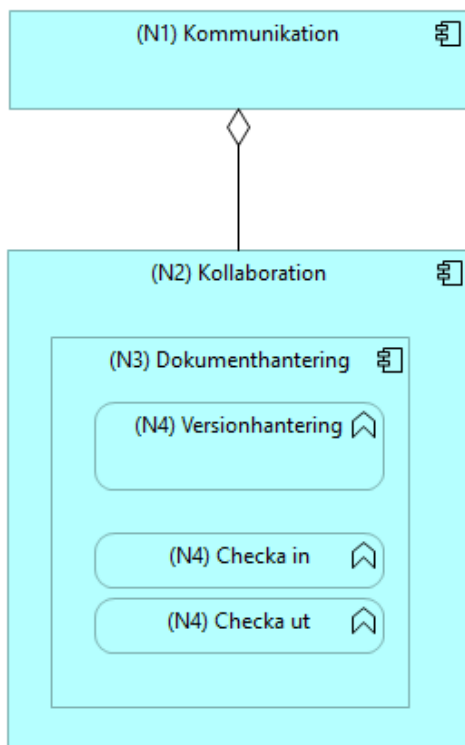 (N1) Kommunikation
(N2) Kollaboration
(N3) Dokumenthantering
(N4) Versionhantering
(N4) Checka in
(N4) Checka ut